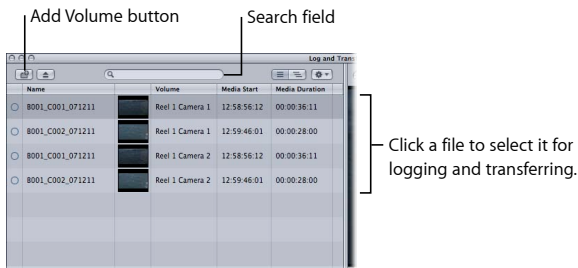 Add Volume button
Search field
Log and Tran
Name Volume Media Start Media Duration
B001_C001_071211 Reel 1 Camera 1 12:58:56:12 00:00:36:11
B001_C002_071211 Reel 1 Camera 2 12:59:46:01 00:00:28:00
B001_C001_071211 Reel 1 Camera 2 12:58:56:12 00:00:36:11
B001_C002_071211 Reel 1 Camera 2 12:59:46:01 00:00:28:00
Click a file to select it for
logging and transferring.